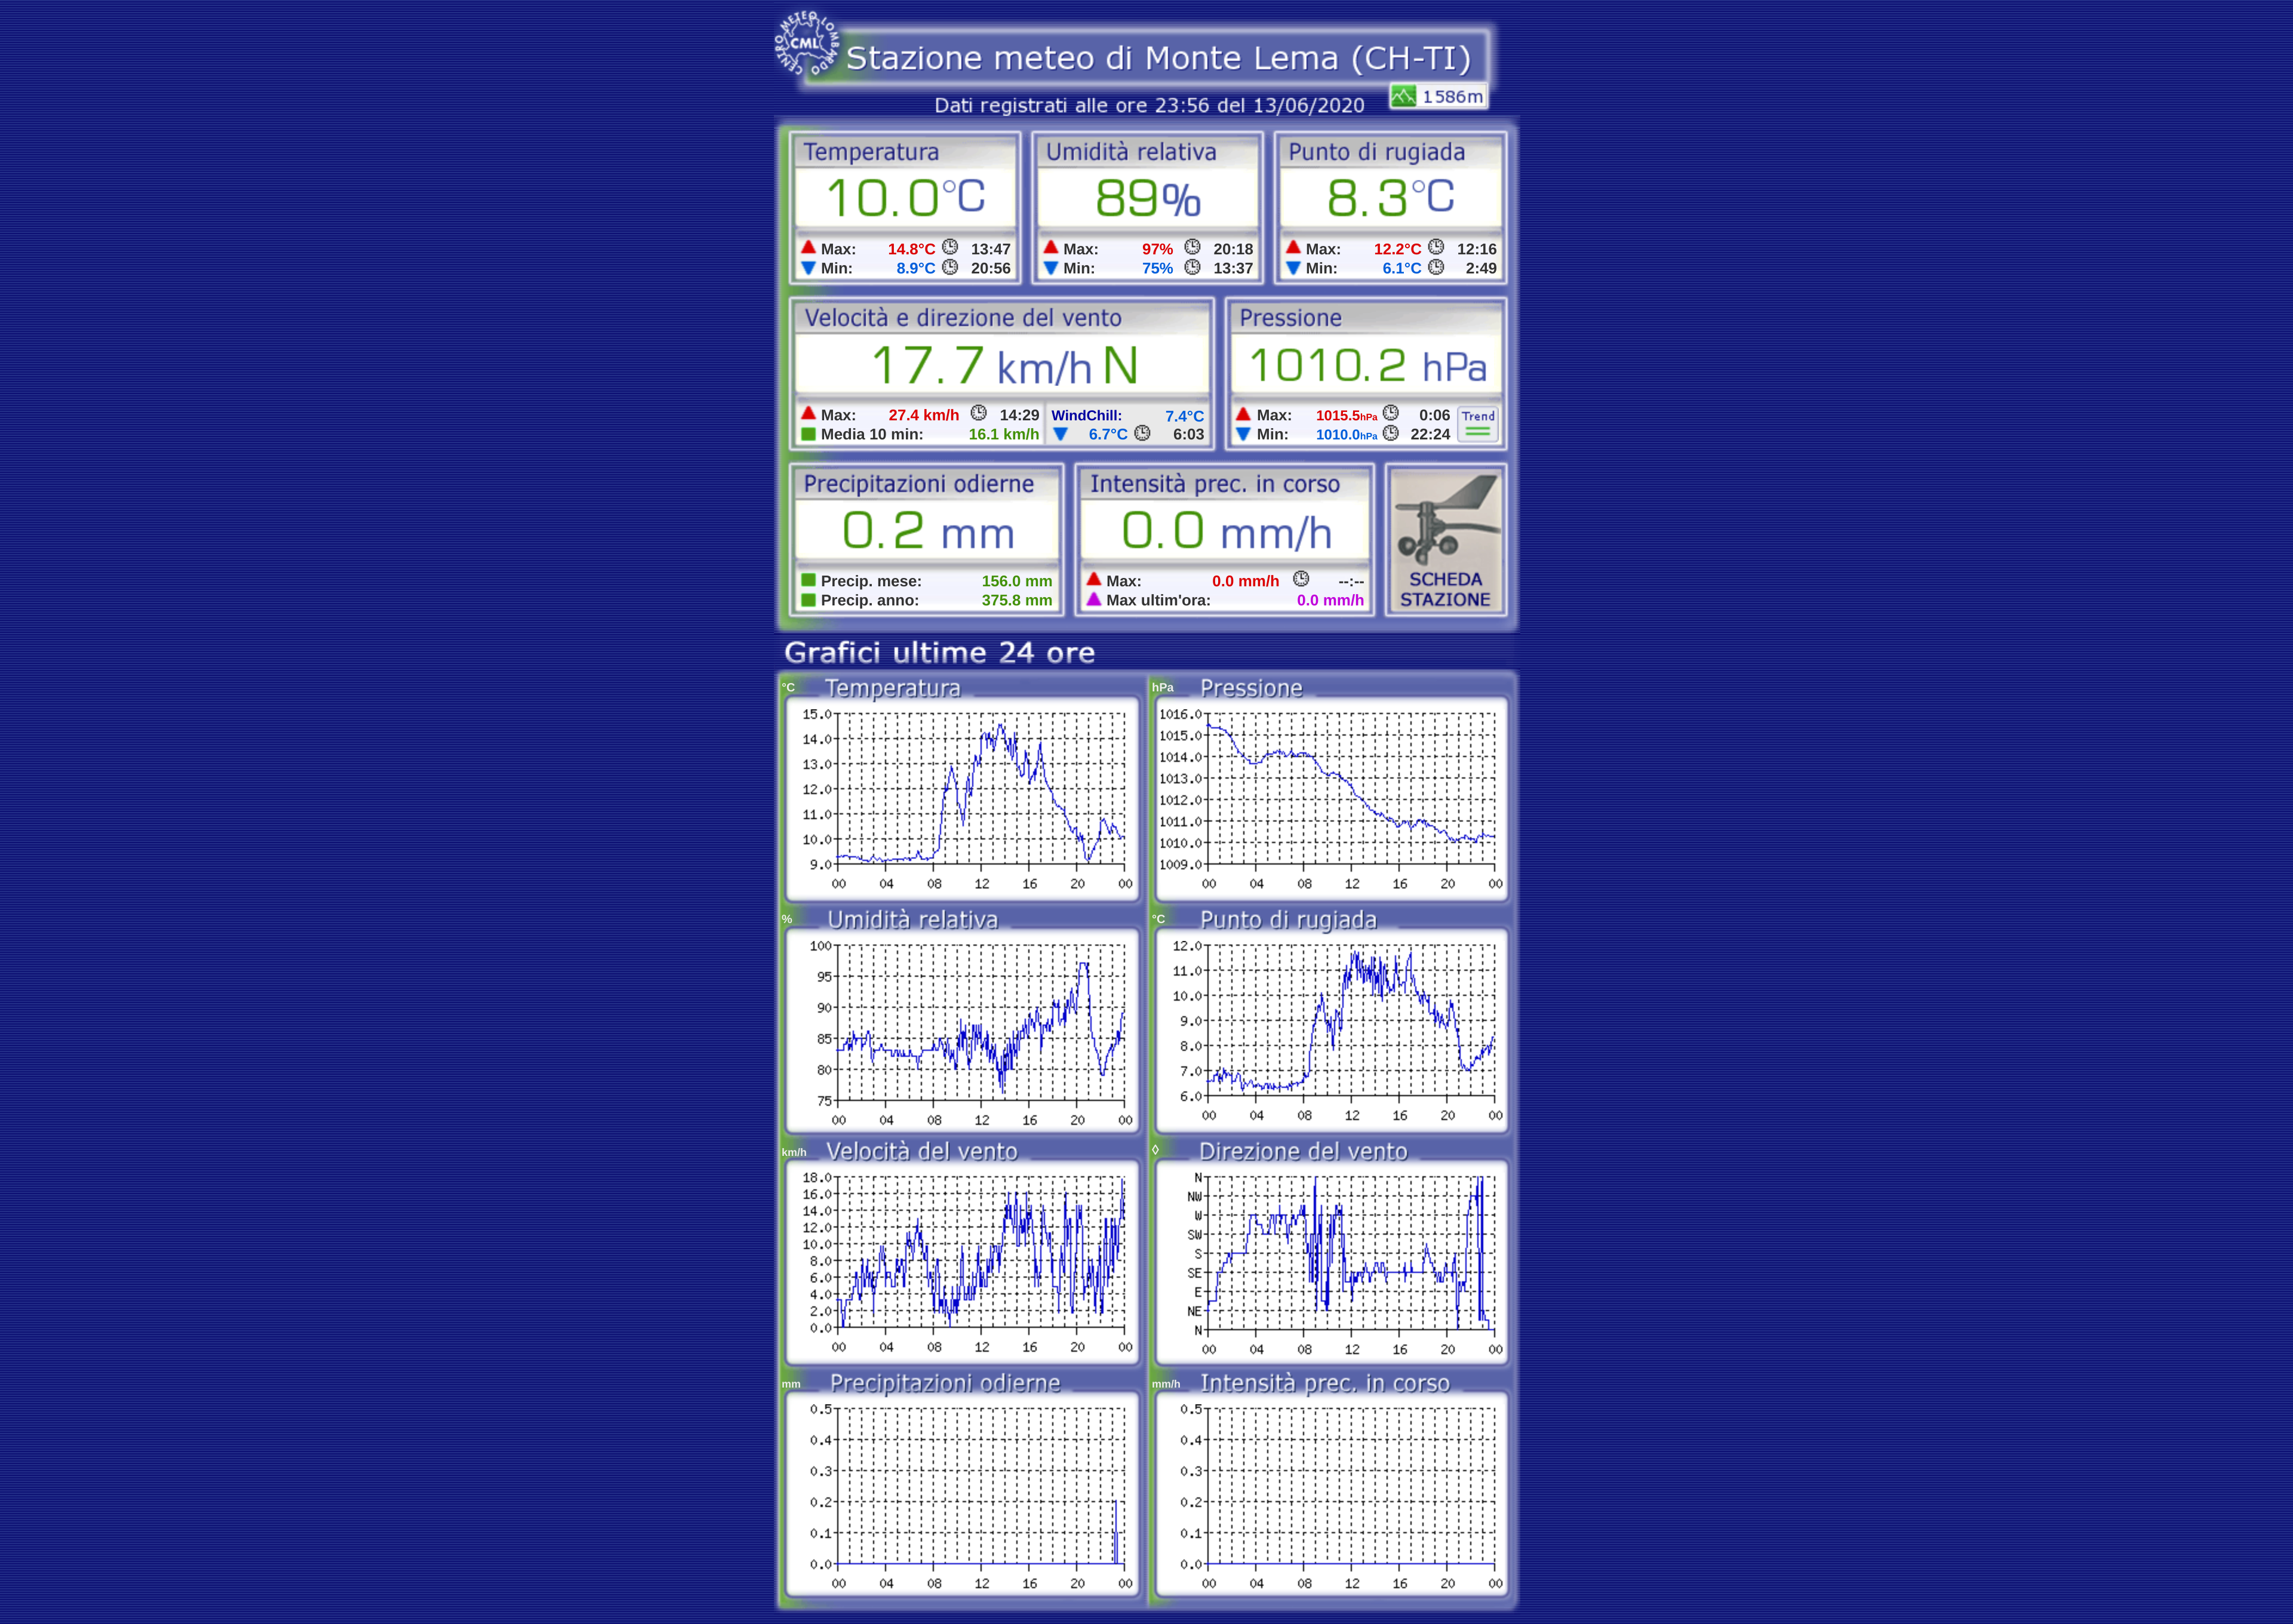 CENTRO METEO LOMBARDO
CML
Stazione meteo di Monte Lema (CH-TI)
Dati registrati alle ore 23:56 del 13/06/2020
1586m
Temperatura
10.0°C
Max: 14.8°C 13:47
Min: 8.9°C 20:56
Umidità relativa
89%
Max: 97% 20:18
Min: 75% 13:37
Punto di rugiada
8.3°C
Max: 12.2°C 12:16
Min: 6.1°C 2:49
Velocità e direzione del vento
17.7 km/h N
Max: 27.4 km/h 14:29
Media 10 min: 16.1 km/h
WindChill: 7.4°C
6.7°C 6:03
Pressione
1010.2 hPa
Max: 1015.5hPa 0:06
Min: 1010.0hPa 22:24
Trend
Precipitazioni odierne
0.2 mm
Precip. mese: 156.0 mm
Precip. anno: 375.8 mm
Intensità prec. in corso
0.0 mm/h
Max: 0.0 mm/h --:--
Max ultim'ora: 0.0 mm/h
SCHEDA
STAZIONE
Grafici ultime 24 ore
°C Temperatura
15.0
14.0
13.0
12.0
11.0
10.0
9.0
00 04 08 12 16 20 00
hPa Pressione
1016.0
1015.0
1014.0
1013.0
1012.0
1011.0
1010.0
1009.0
00 04 08 12 16 20 00
% Umidità relativa
100
95
90
85
80
75
00 04 08 12 16 20 00
°C Punto di rugiada
12.0
11.0
10.0
9.0
8.0
7.0
6.0
00 04 08 12 16 20 00
km/h Velocità del vento
18.0
16.0
14.0
12.0
10.0
8.0
6.0
4.0
2.0
0.0
00 04 08 12 16 20 00
◊ Direzione del vento
N
NW
W
SW
S
SE
E
NE
N
00 04 08 12 16 20 00
mm Precipitazioni odierne
0.5
0.4
0.3
0.2
0.1
0.0
00 04 08 12 16 20 00
mm/h Intensità prec. in corso
0.5
0.4
0.3
0.2
0.1
0.0
00 04 08 12 16 20 00